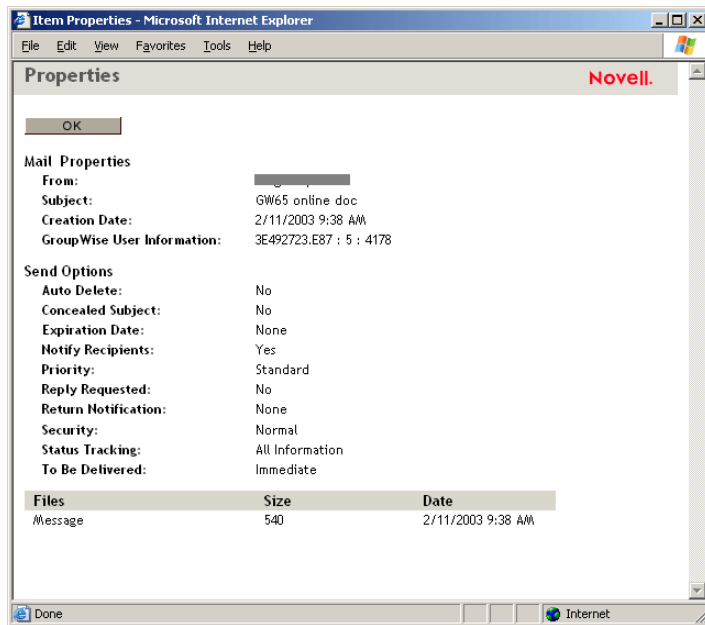 Item Properties - Microsoft Internet Explorer
File Edit View Favorites Tools Help
Properties Novell.
OK
Mail Properties
From:
Subject: GW65 online doc
Creation Date: 2/11/2003 9:38 AM
GroupWise User Information: 3E492723.E87 : 5 : 4178
Send Options
Auto Delete: No
Concealed Subject: No
Expiration Date: None
Notify Recipients: Yes
Priority: Standard
Reply Requested: No
Return Notification: None
Security: Normal
Status Tracking: All Information
To Be Delivered: Immediate
Files Size Date
Message 540 2/11/2003 9:38 AM
Done Internet